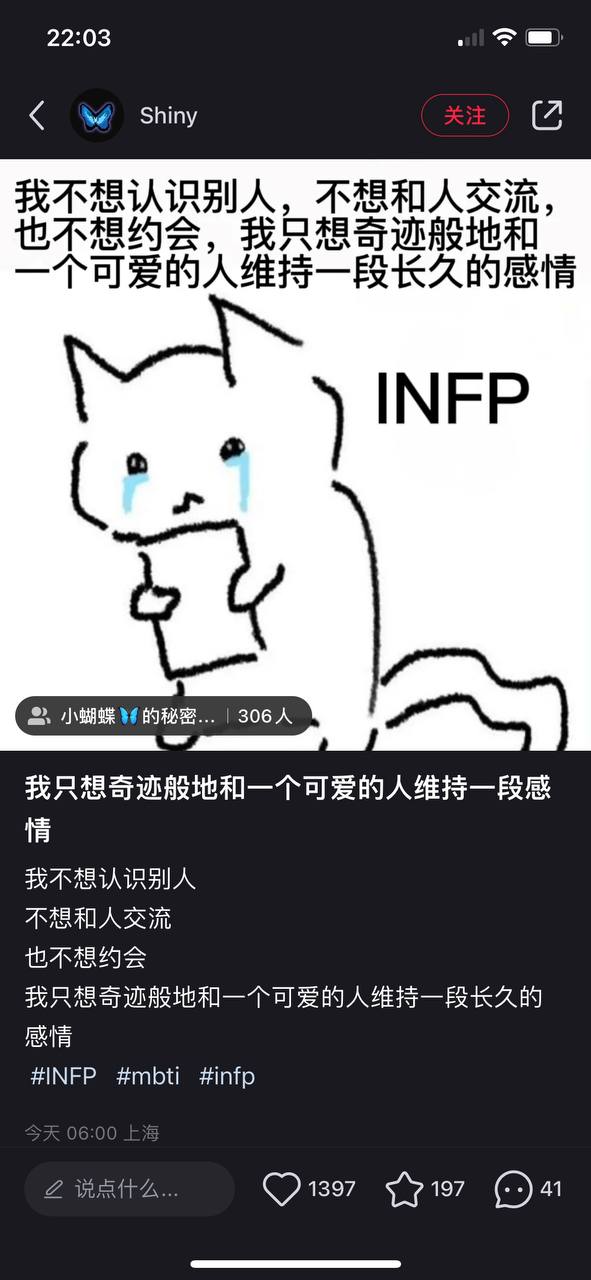 22:03
Shiny
关注
我不想认识别人，不想和人交流，
也不想约会，我只想奇迹般地和
一个可爱的人维持一段长久的感情
INFP
小蝴蝶🦋的秘密... | 306人
我只想奇迹般地和一个可爱的人维持一段感
情
我不想认识别人
不想和人交流
也不想约会
我只想奇迹般地和一个可爱的人维持一段长久的
感情
#INFP #mbti #infp
今天 06:00 上海
说点什么... 1397 197 41